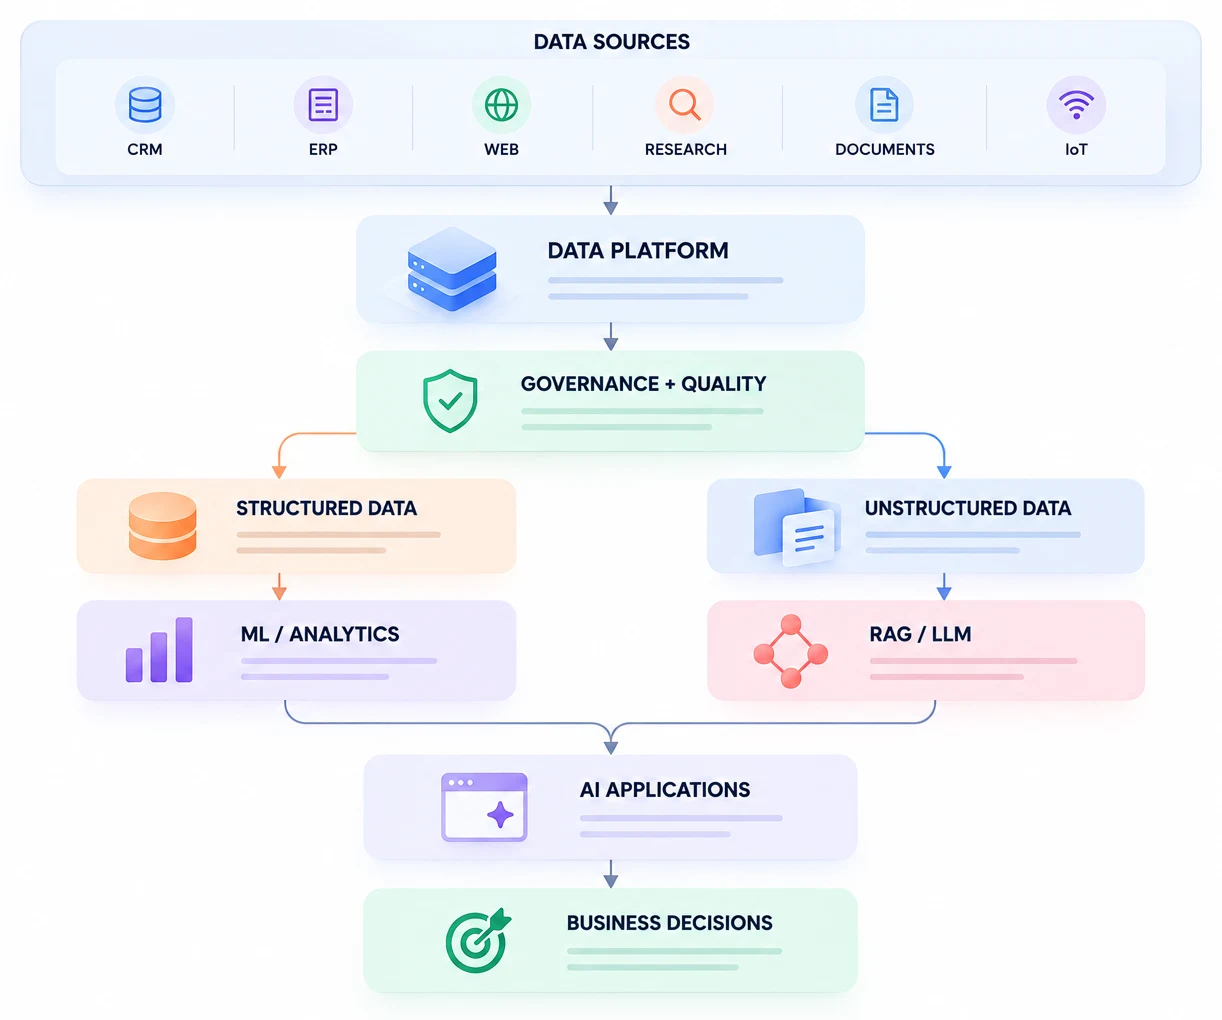 DATA SOURCES
CRM
ERP
WEB
RESEARCH
DOCUMENTS
IoT
DATA PLATFORM
GOVERNANCE + QUALITY
STRUCTURED DATA
UNSTRUCTURED DATA
ML / ANALYTICS
RAG / LLM
AI APPLICATIONS
BUSINESS DECISIONS